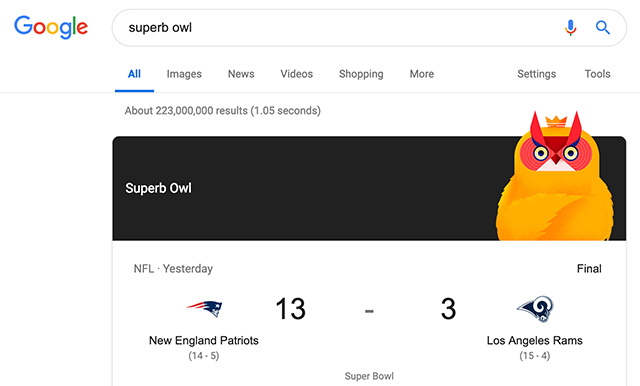 Google superb owl
All Images News Videos Shopping More Settings Tools
About 223,000,000 results (1.05 seconds)
Superb Owl
NFL · Yesterday Final
13 - 3
New England Patriots Los Angeles Rams
(14 - 5) (15 - 4)
Super Bowl